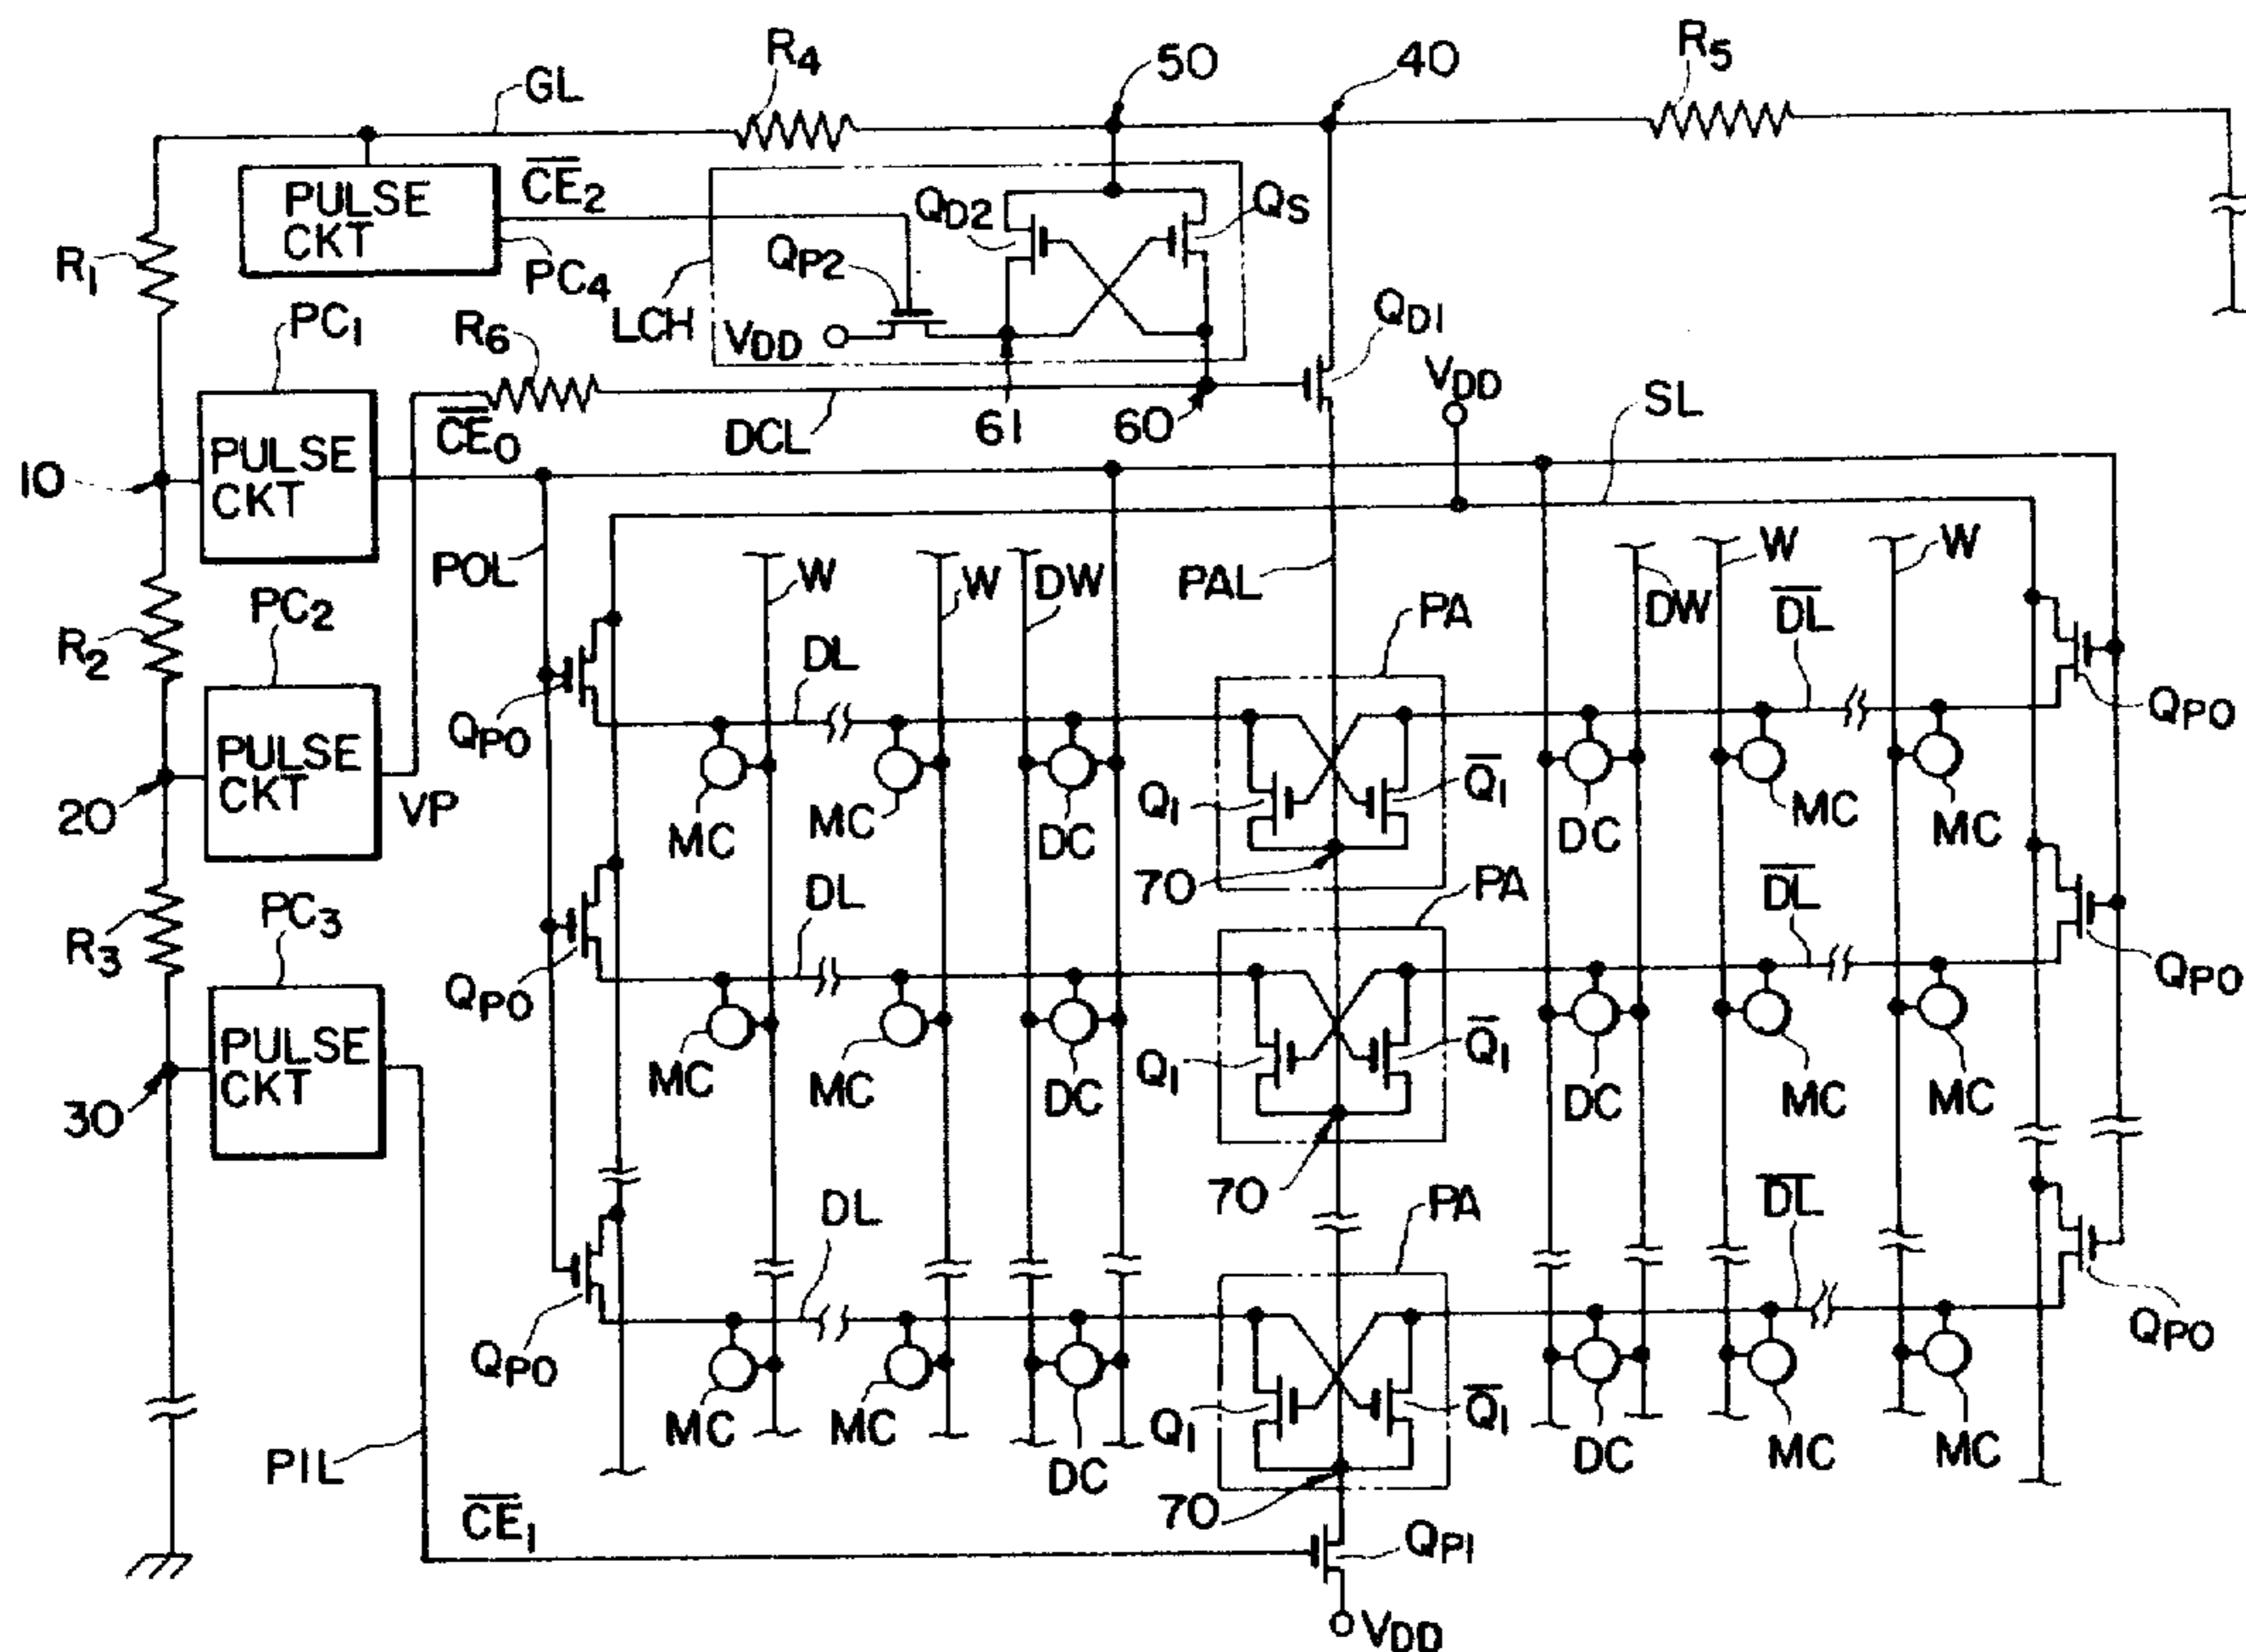 R4
50
40
R5
GL
PULSE
CKT
CE2
QD2
QS
QP2
R1
PC4
PC1
LCH
VDD
QD1
R6
VDD
SL
CE0
DCL
61
60
10
PULSE
CKT
POL
W
W
DW
PAL
PA
DW
W
W
DL
R2
PC2
DL
QP0
QP0
PULSE
CKT
VP
20
Q1
Q1
MC
MC
DC
DC
MC
MC
70
PA
DL
DL
R3
PC3
QP0
QP0
PULSE
CKT
30
Q1
Q1
MC
MC
DC
DC
MC
MC
70
PA
DL
DL
QP0
QP0
Q1
Q1
MC
MC
DC
DC
MC
MC
P1L
70
CE1
QP1
VDD